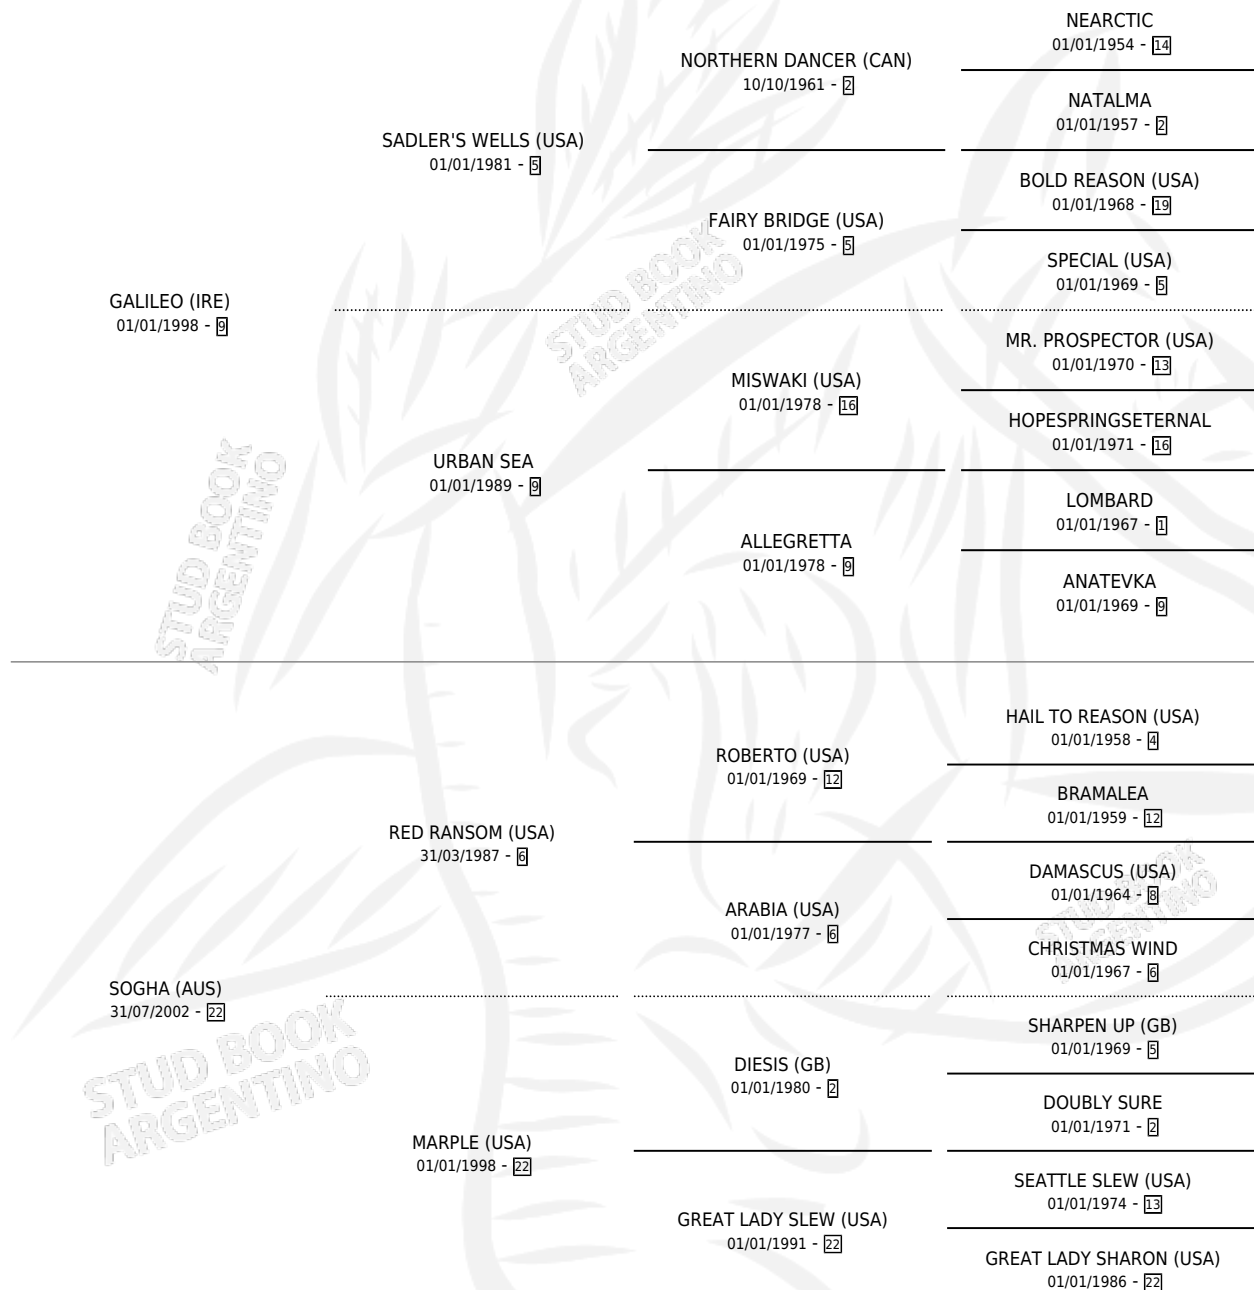 NEARCTIC
01/01/1954 - 14
NORTHERN DANCER (CAN)
10/10/1961 - 2
NATALMA
01/01/1957 - 2
SADLER'S WELLS (USA)
01/01/1981 - 5
BOLD REASON (USA)
01/01/1968 - 19
FAIRY BRIDGE (USA)
01/01/1975 - 5
SPECIAL (USA)
01/01/1969 - 5
GALILEO (IRE)
01/01/1998 - 9
STUD BOOK
ARGENTINO
MR. PROSPECTOR (USA)
01/01/1970 - 13
MISWAKI (USA)
01/01/1978 - 16
HOPESPRINGSETERNAL
01/01/1971 - 16
URBAN SEA
01/01/1989 - 9
LOMBARD
01/01/1967 - 1
ALLEGRETTA
01/01/1978 - 9
ANATEVKA
01/01/1969 - 9
STUD BOOK
ARGENTINO
HAIL TO REASON (USA)
01/01/1958 - 4
ROBERTO (USA)
01/01/1969 - 12
BRAMALEA
01/01/1959 - 12
RED RANSOM (USA)
31/03/1987 - 6
DAMASCUS (USA)
01/01/1964 - 8
ARABIA (USA)
01/01/1977 - 6
CHRISTMAS WIND
01/01/1967 - 6
STUD BOOK
ARGENTINO
SOGHA (AUS)
31/07/2002 - 22
SHARPEN UP (GB)
01/01/1969 - 5
DIESIS (GB)
01/01/1980 - 2
DOUBLY SURE
01/01/1971 - 2
STUD BOOK
ARGENTINO
MARPLE (USA)
01/01/1998 - 22
SEATTLE SLEW (USA)
01/01/1974 - 13
GREAT LADY SLEW (USA)
01/01/1991 - 22
GREAT LADY SHARON (USA)
01/01/1986 - 22